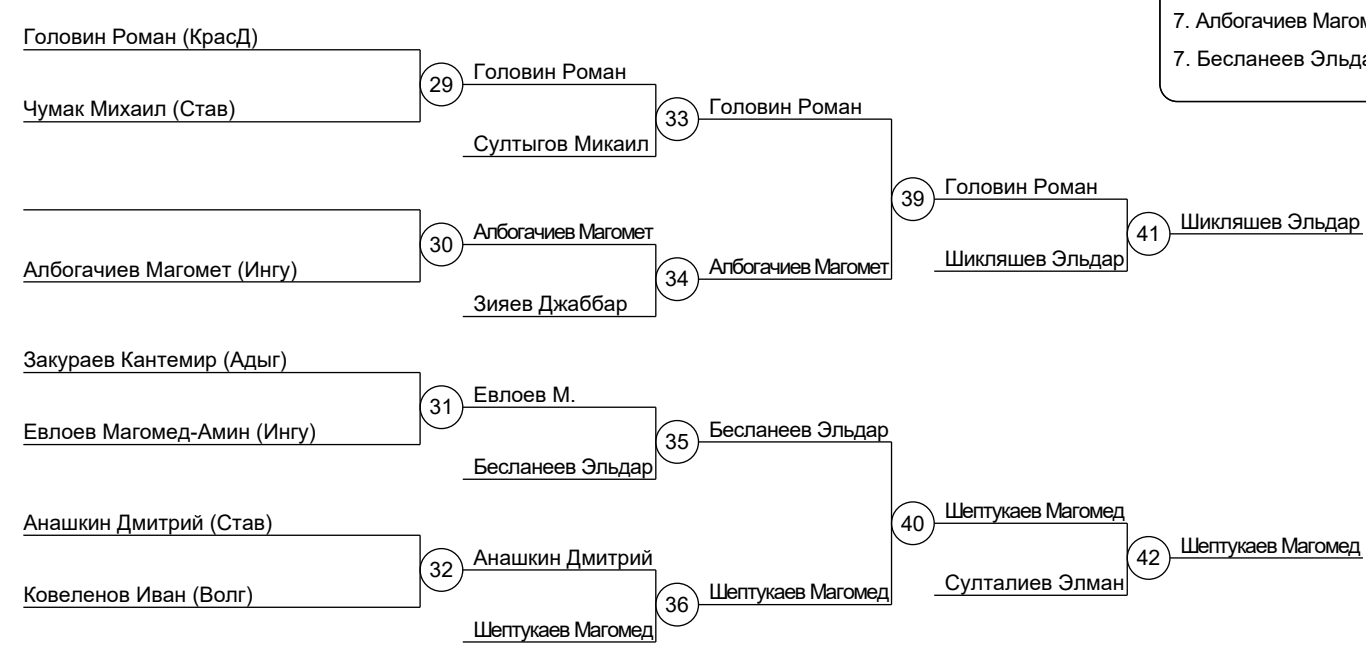 7. Албогачиев
Головин Роман (КрасД)
7. Бесланеев
29
Головин Роман
Чумак Михаил (Став)
33
Головин Роман
Султыгов Микаил
39
Головин Роман
30
Албогачиев Магомет
41
Шикляшев Эльдар
Албогачиев Магомет (Ингу)
34
Албогачиев Магомет
Шикляшев Эльдар
Зияев Джаббар
Закураев Кантемир (Адыг)
31
Евлоев М.
Евлоев Магомед-Амин (Ингу)
35
Бесланеев Эльдар
Бесланеев Эльдар
Анашкин Дмитрий (Став)
40
Шептукаев Магомед
32
Анашкин Дмитрий
42
Шептукаев Магомед
Ковеленов Иван (Волг)
36
Шептукаев Магомед
Султалиев Элман
Шептукаев Магомед